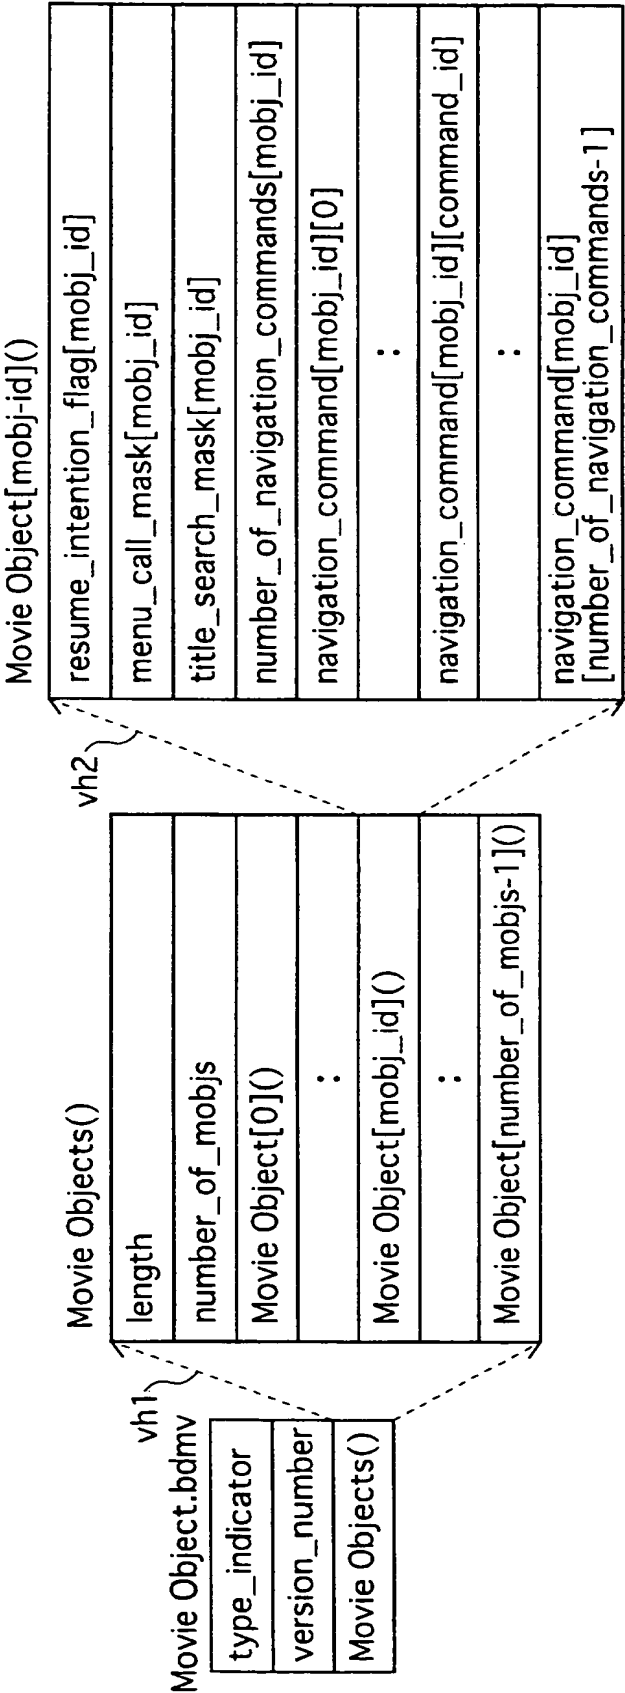 Movie Object.bdmv
type_indicator
version_number
Movie Objects()
vh1
Movie Objects()
length
number_of_mobjs
Movie Object[0]()
:
Movie Object[mobj_id]()
:
Movie Object[number_of_mobjs-1]()
vh2
Movie Object[mobj-id]()
resume_intention_flag[mobj_id]
menu_call_mask[mobj_id]
title_search_mask[mobj_id]
number_of_navigation_commands[mobj_id]
navigation_command[mobj_id][0]
:
navigation_command[mobj_id][command_id]
:
navigation_command[mobj_id]
[number_of_navigation_commands-1]